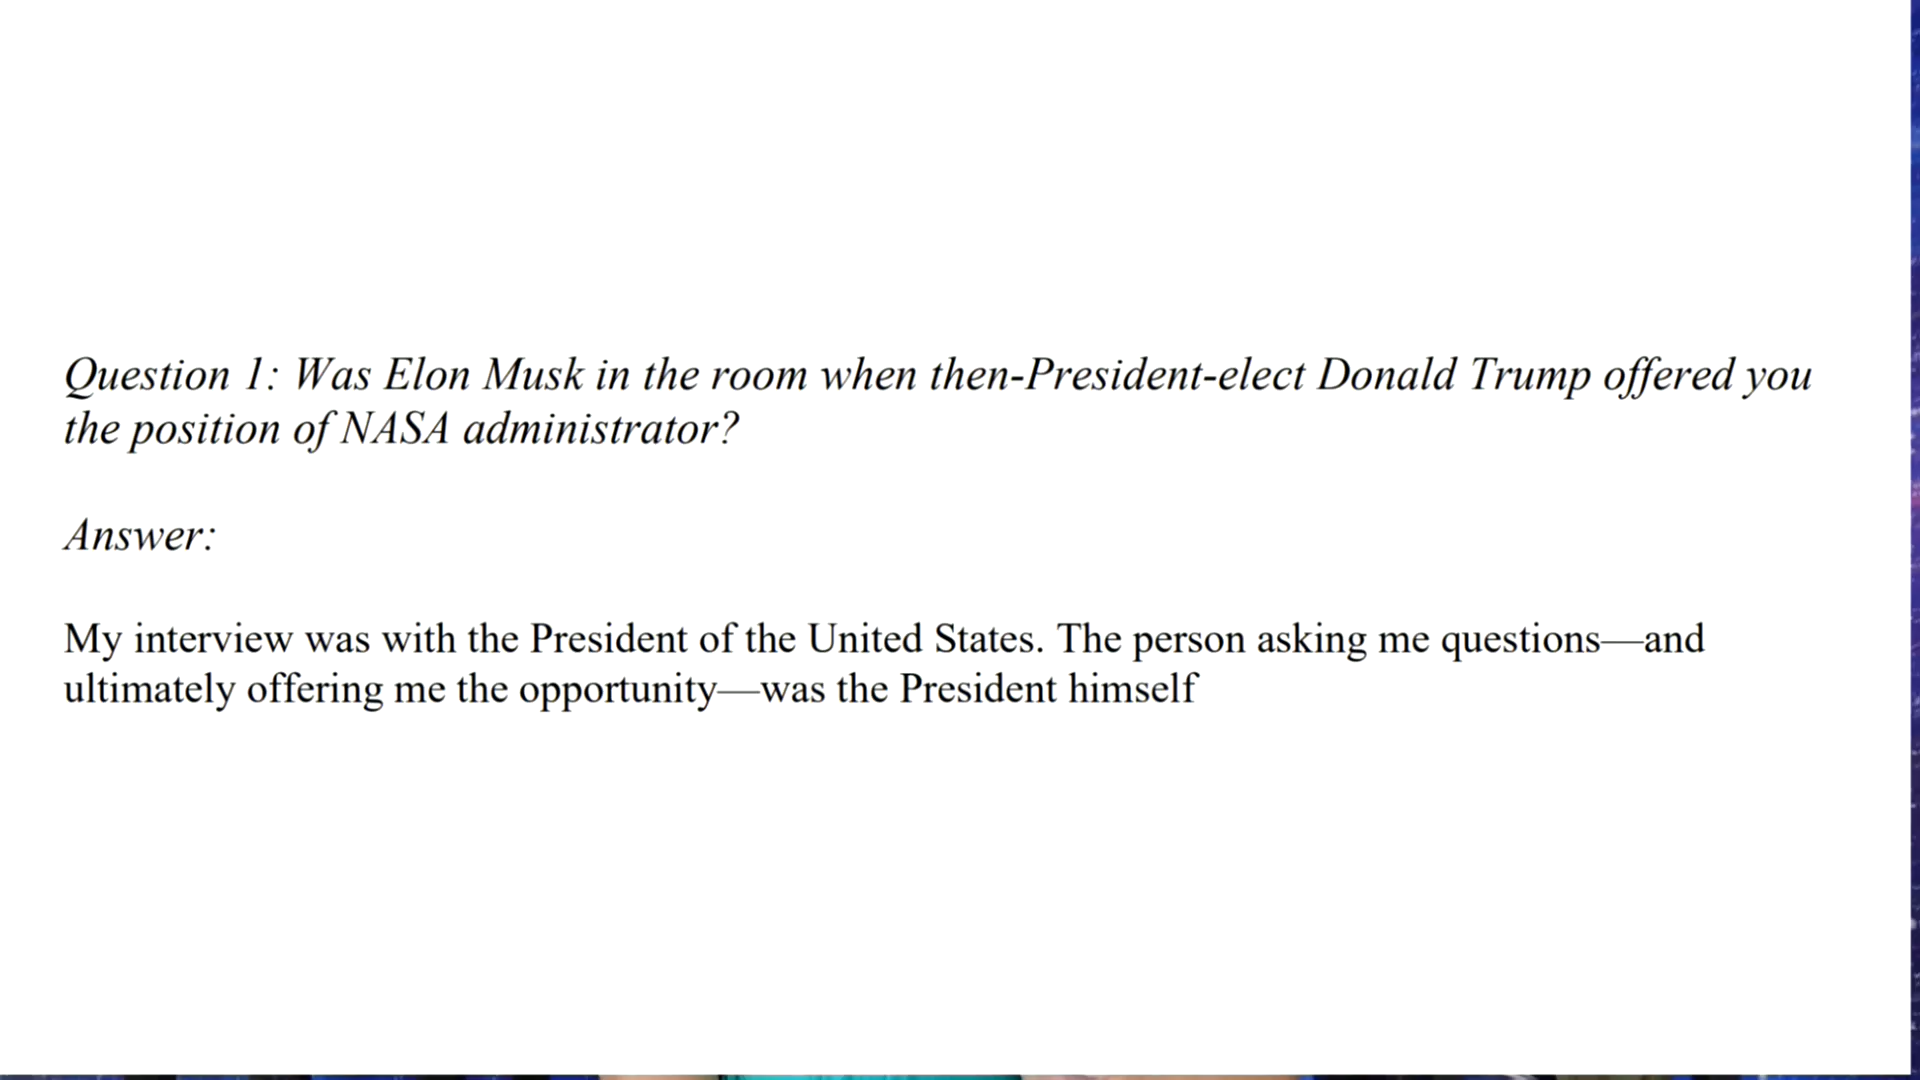 Question 1: Was Elon Musk in the room when then-President-elect Donald Trump offered you
the position of NASA administrator?
Answer:
My interview was with the President of the United States. The person asking me questions—and
ultimately offering me the opportunity—was the President himself